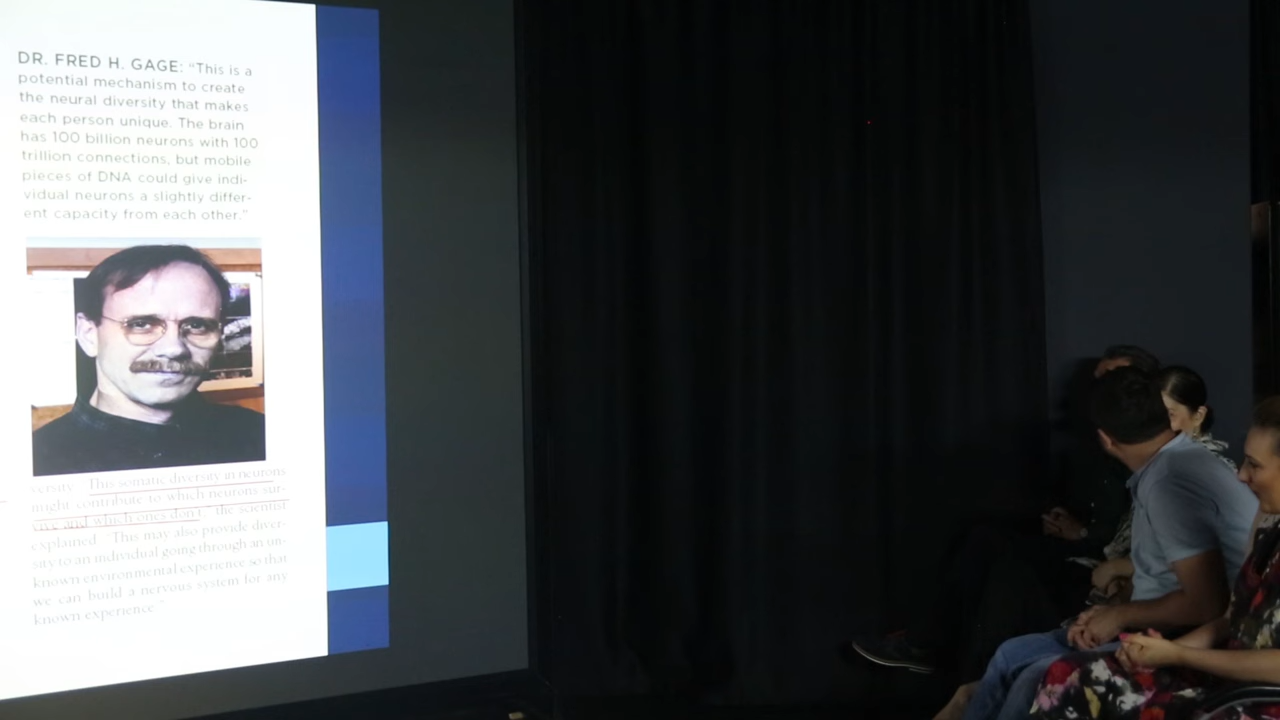 DR. FRED H. GAGE: “This is a
potential mechanism to create
the neural diversity that makes
each person unique. The brain
has 100 billion neurons with 100
trillion connections, but mobile
pieces of DNA could give indi-
vidual neurons a slightly differ-
ent capacity from each other.”
versity. “This somatic diversity in neurons
might contribute to which neurons sur-
vive and which ones don’t,” the scientist
explained. “This may also provide diver-
sity to an individual going through an un-
known environmental experience so that
we can build a nervous system for any
known experience.”